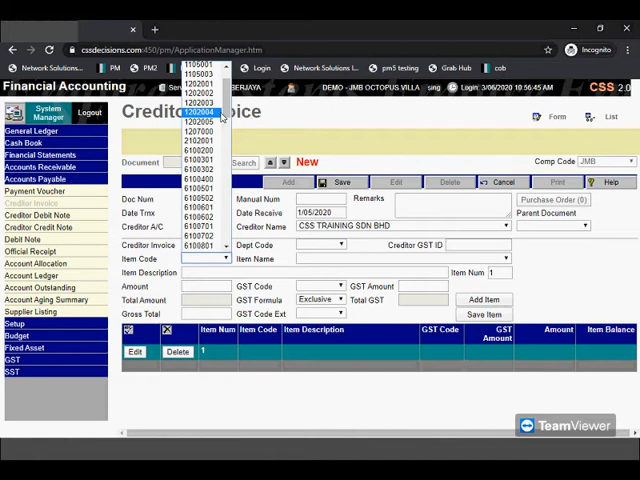 cssdecisions.com:450/pm/ApplicationManager.htm
Incognito
PM
PM2
Login
Network Solutions I...
pm5 testing
Grab Hub
cob
Financial Accounting
BERJAYA
DEMO - JMB OCTOPUS VILLA
Login: 3/06/2020 10:56:45 AM
CSS 2.0
System Manager
Logout
Form
List
General Ledger
Cash Book
Financial Statements
Accounts Receivable
Accounts Payable
Payment Voucher
Creditor Invoice
Creditor Debit Note
Creditor Credit Note
Debit Note
Official Receipt
Account Allocation
Account Ledger
Account Outstanding
Account Aging Summary
Supplier Listing
Setup
Budget
Fixed Asset
GST
SST
1105001
1105003
1202001
1202002
1202003
1202004
1202005
1207000
2102001
6100200
6100301
6100302
6100400
6100501
6100502
6100601
6100602
6100701
6100702
6100801
Document
Search
New
Comp Code
JMB
Add
Save
Edit
Delete
Cancel
Print
Help
Doc Num
Manual Num
Remarks
Purchase Order (0)
Date Trnx
Date Receive
1/05/2020
Parent Document
Creditor A/C
Creditor Name
CSS TRAINING SDN BHD
Creditor Invoice
Dept Code
Creditor GST ID
Item Code
Item Name
Item Description
Item Num
1
Amount
GST Code
GST Amount
Total Amount
GST Formula
Exclusive
Total GST
Add Item
Gross Total
GST Code Ext
Save Item
Item Num
Item Code
Item Description
GST Code
GST Amount
Amount
Item Balance
Edit
Delete
1
TeamViewer